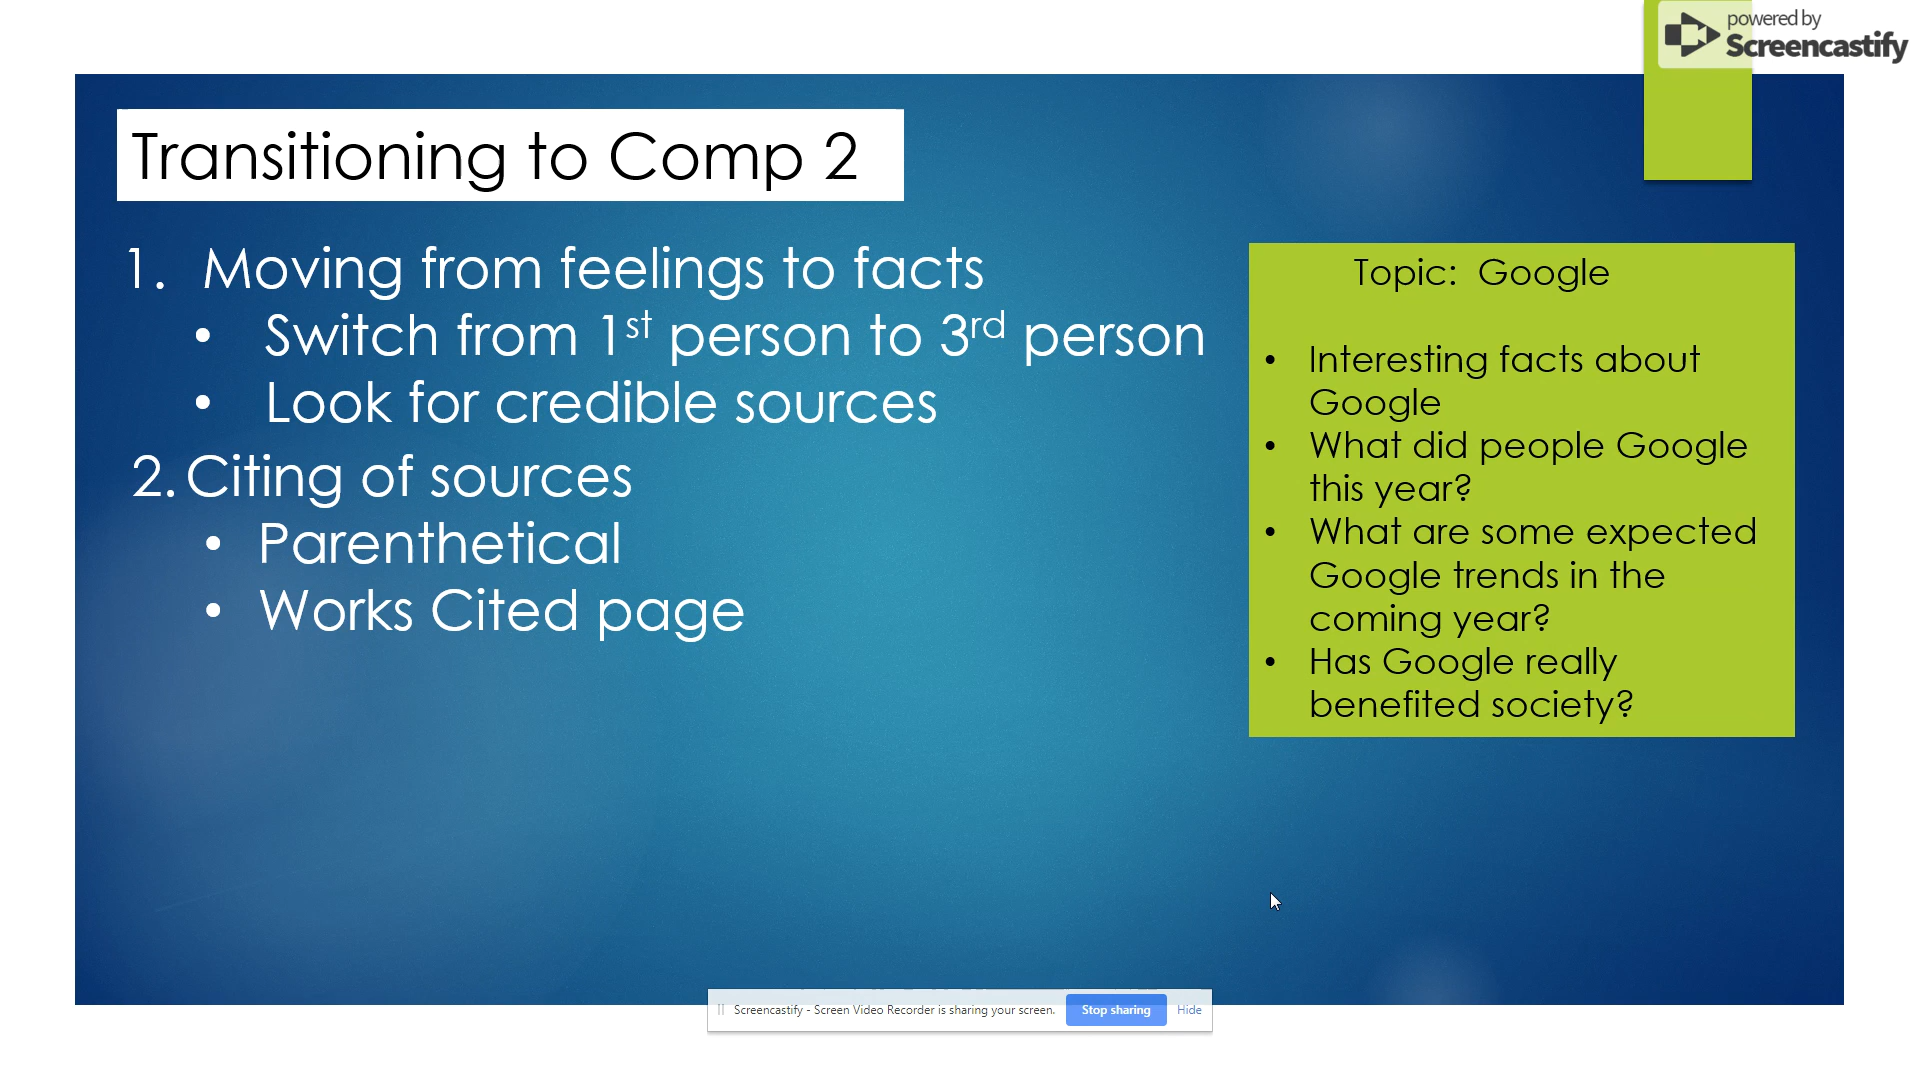 powered by
Screencastify
Transitioning to Comp 2
1. Moving from feelings to facts
• Switch from 1st person to 3rd person
• Look for credible sources
2. Citing of sources
• Parenthetical
• Works Cited page
Topic: Google
• Interesting facts about
Google
• What did people Google
this year?
• What are some expected
Google trends in the
coming year?
• Has Google really
benefited society?
Screencastify - Screen Video Recorder is sharing your screen. Stop sharing Hide